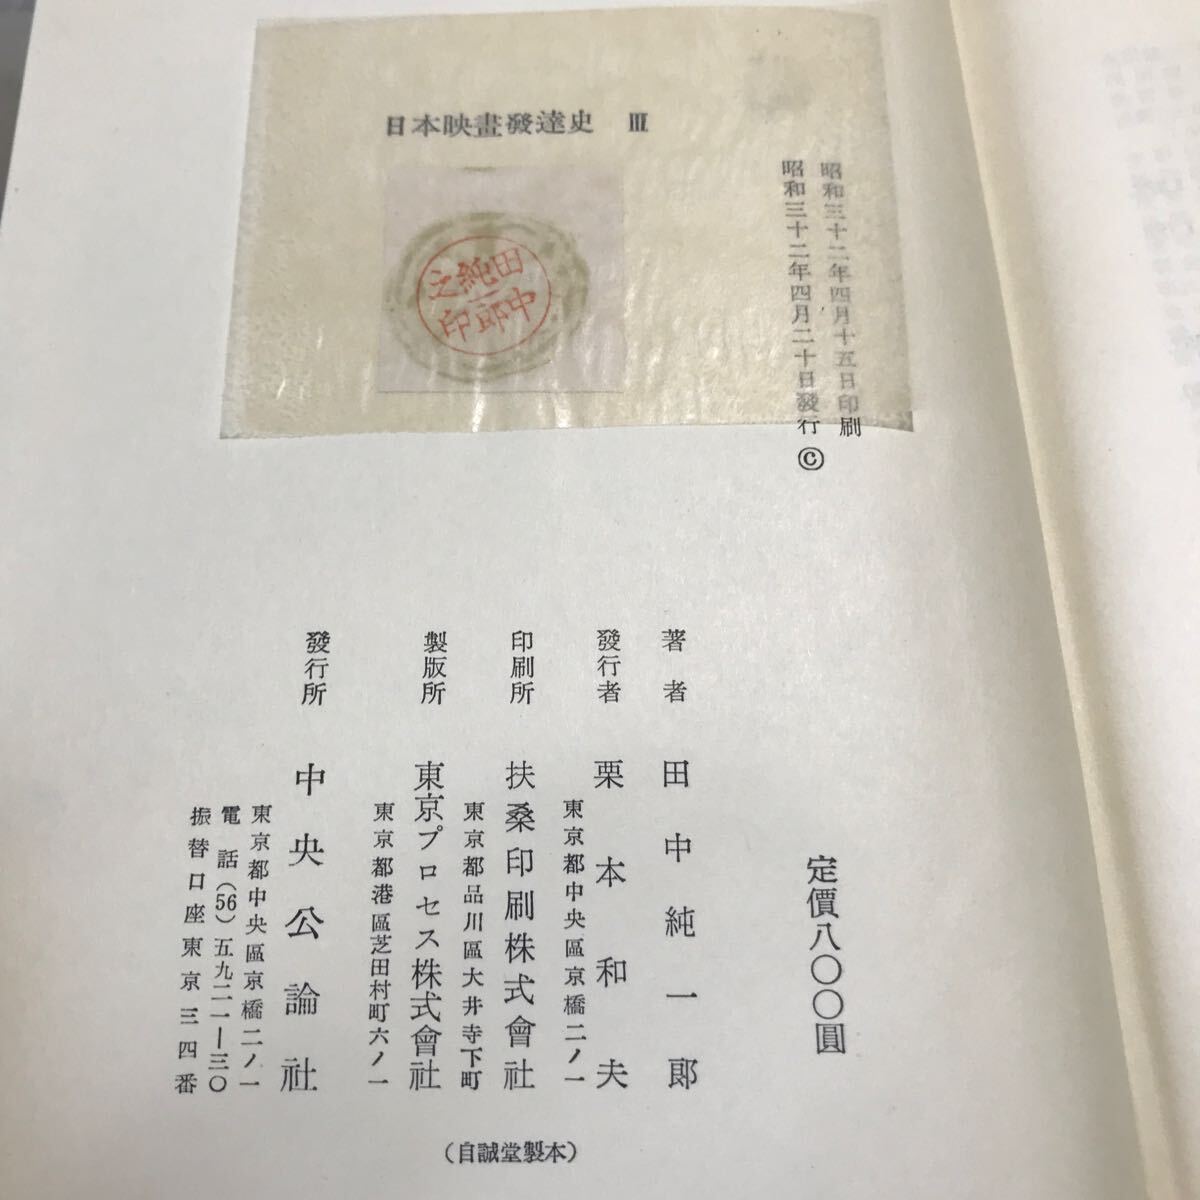 日本映畫發達史 III
田中
純一郎
之印
昭和三十二年四月十五日印刷
昭和三十二年四月二十日發行 ©
定價八〇〇圓
著者 田中純一郎
發行者 栗本和夫
東京都中央區京橋二ノ一
印刷所 扶桑印刷株式會社
東京都品川區大井寺下町
製版所 東京プロセス株式會社
東京都港區芝田村町六ノ一
發行所 中央公論社
東京都中央區京橋二ノ一
電話(56)五九二一―三〇
振替口座東京三四番
(自誠堂製本)